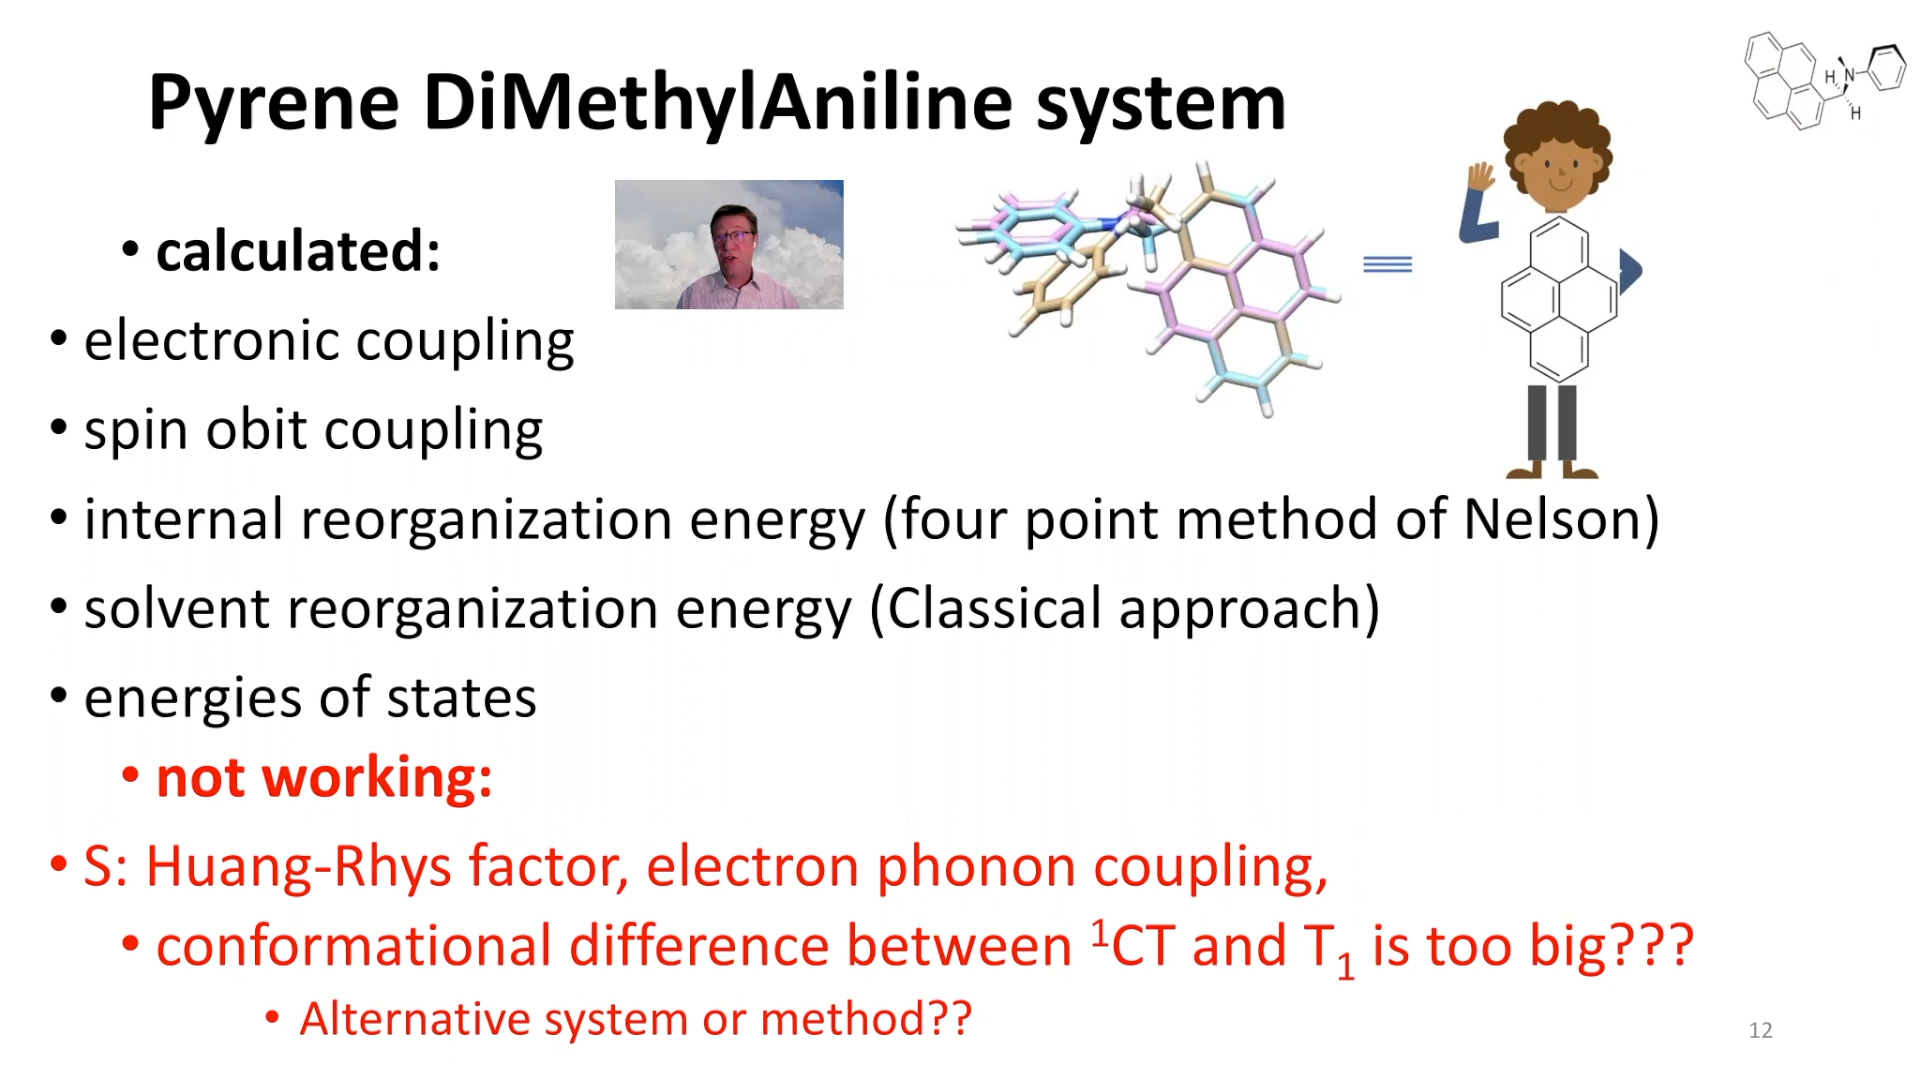 Pyrene DiMethylAniline system
• calculated:
• electronic coupling
• spin obit coupling
• internal reorganization energy (four point method of Nelson)
• solvent reorganization energy (Classical approach)
• energies of states
• not working:
• S: Huang-Rhys factor, electron phonon coupling,
• conformational difference between ¹CT and T₁ is too big???
• Alternative system or method??
H N
H
12